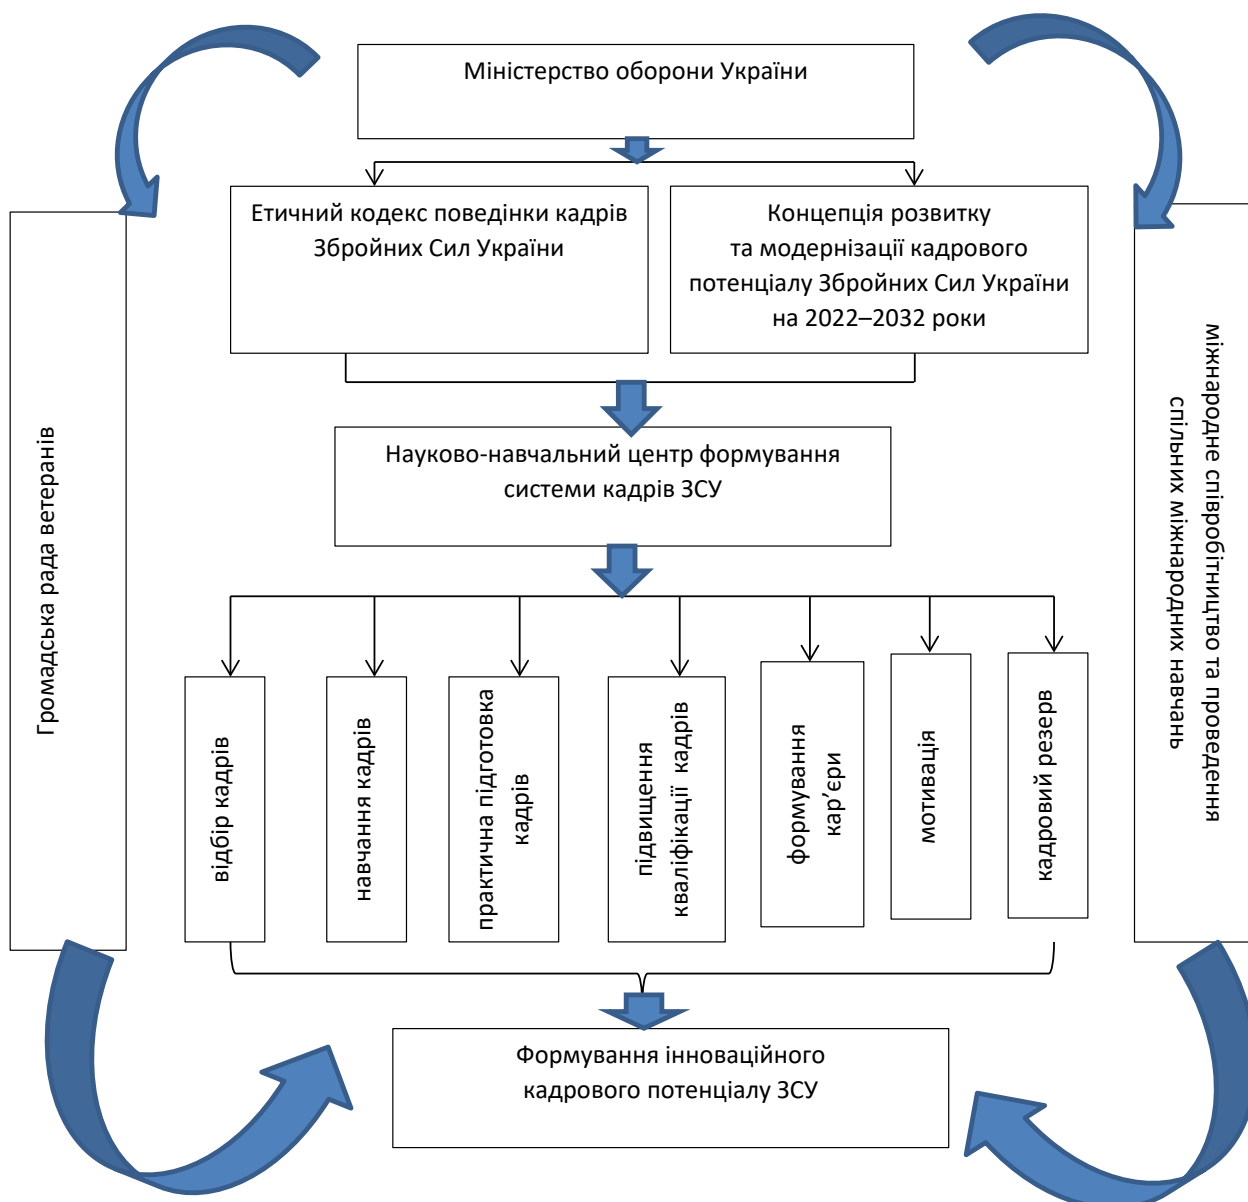 Міністерство оборони України
Етичний кодекс поведінки кадрів
Збройних Сил України
Концепція розвитку
та модернізації кадрового
потенціалу Збройних Сил України
на 2022–2032 роки
Громадська рада ветеранів
міжнародне співробітництво та проведення
спільних міжнародних навчань
Науково-навчальний центр формування
системи кадрів ЗСУ
відбір кадрів
навчання кадрів
практична підготовка
кадрів
підвищення
кваліфікації кадрів
формування
кар’єри
мотивація
кадровий резерв
Формування інноваційного
кадрового потенціалу ЗСУ